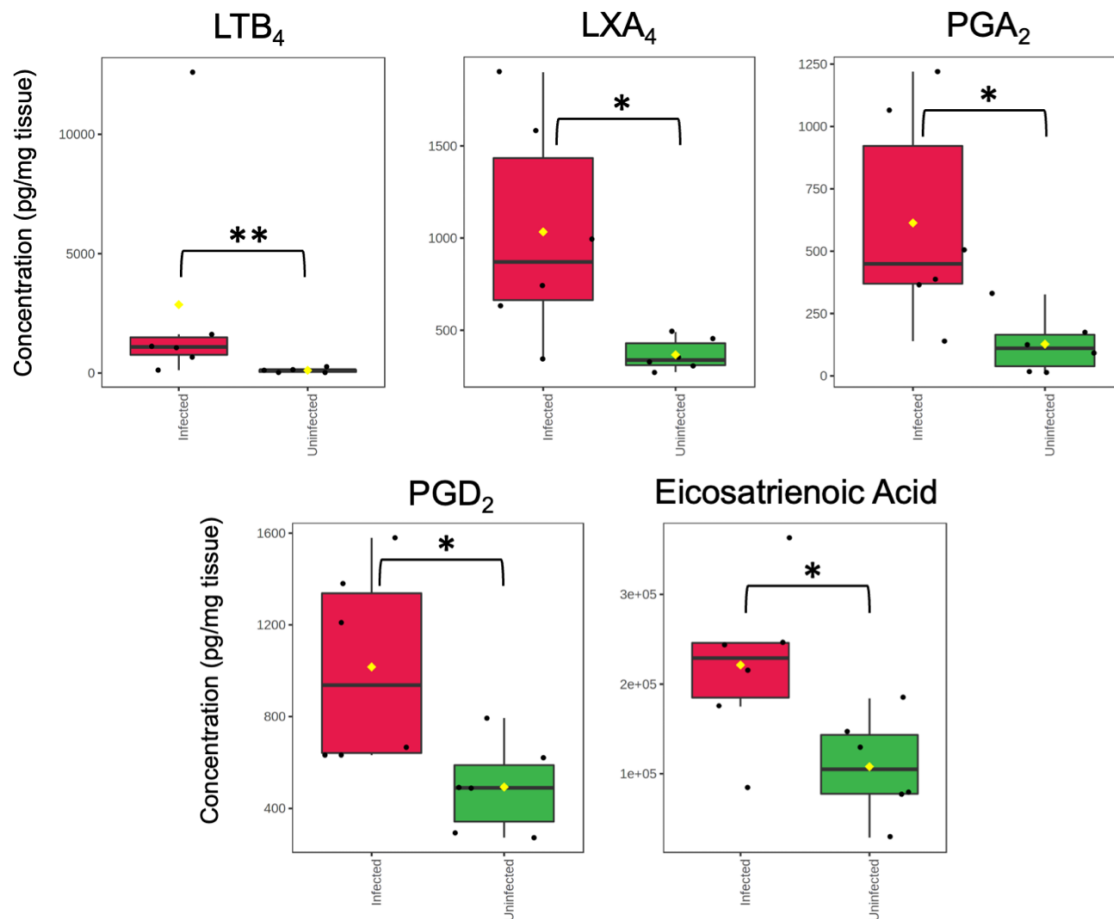 LTB₄
LXA₄
PGA₂
Concentration (pg/mg tissue)
10000
5000
0
**
Infected
Uninfected
1500
1000
500
*
Infected
Uninfected
1250
1000
750
500
250
0
*
Infected
Uninfected
PGD₂
Eicosatrienoic Acid
Concentration (pg/mg tissue)
1600
1200
800
400
*
Infected
Uninfected
3e+05
2e+05
1e+05
*
Infected
Uninfected